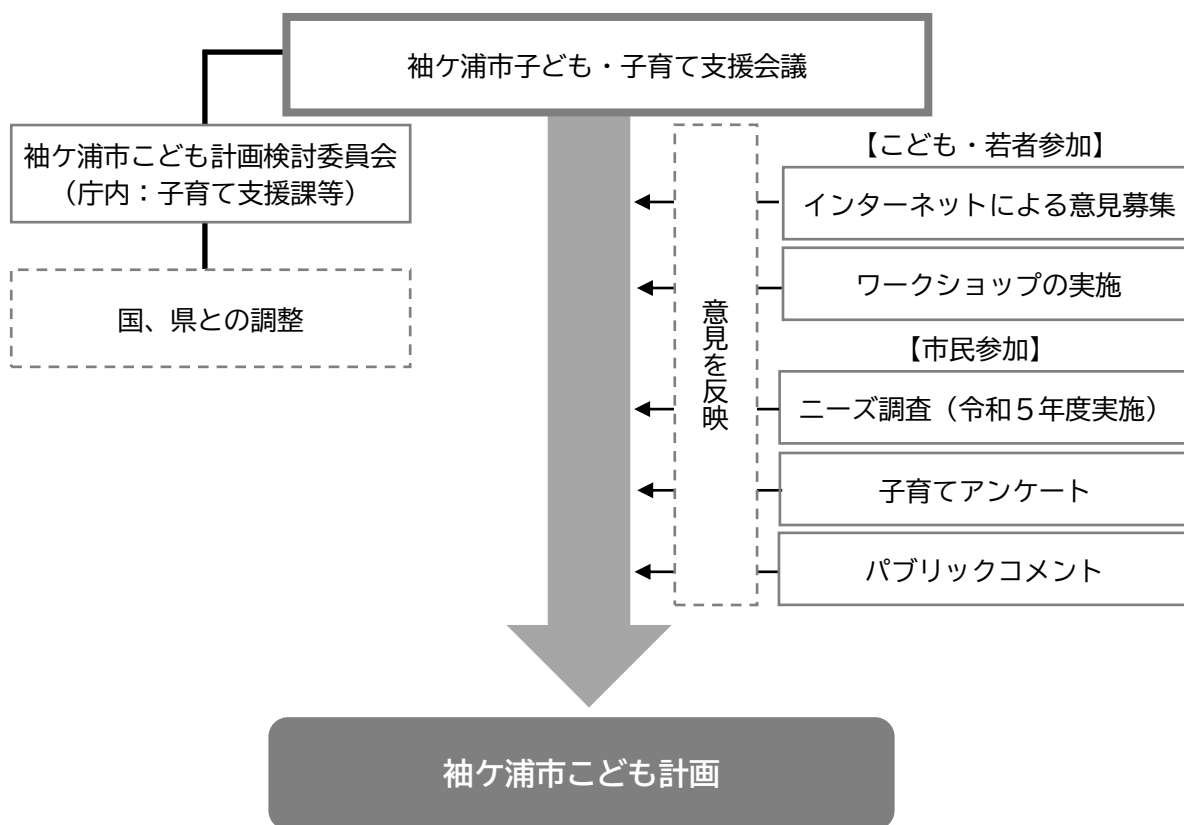 袖ケ浦市子ども・子育て支援会議
袖ケ浦市こども計画検討委員会
（庁内：子育て支援課等）
国、県との調整
意見を反映
【こども・若者参加】
インターネットによる意見募集
ワークショップの実施
【市民参加】
ニーズ調査（令和５年度実施）
子育てアンケート
パブリックコメント
袖ケ浦市こども計画